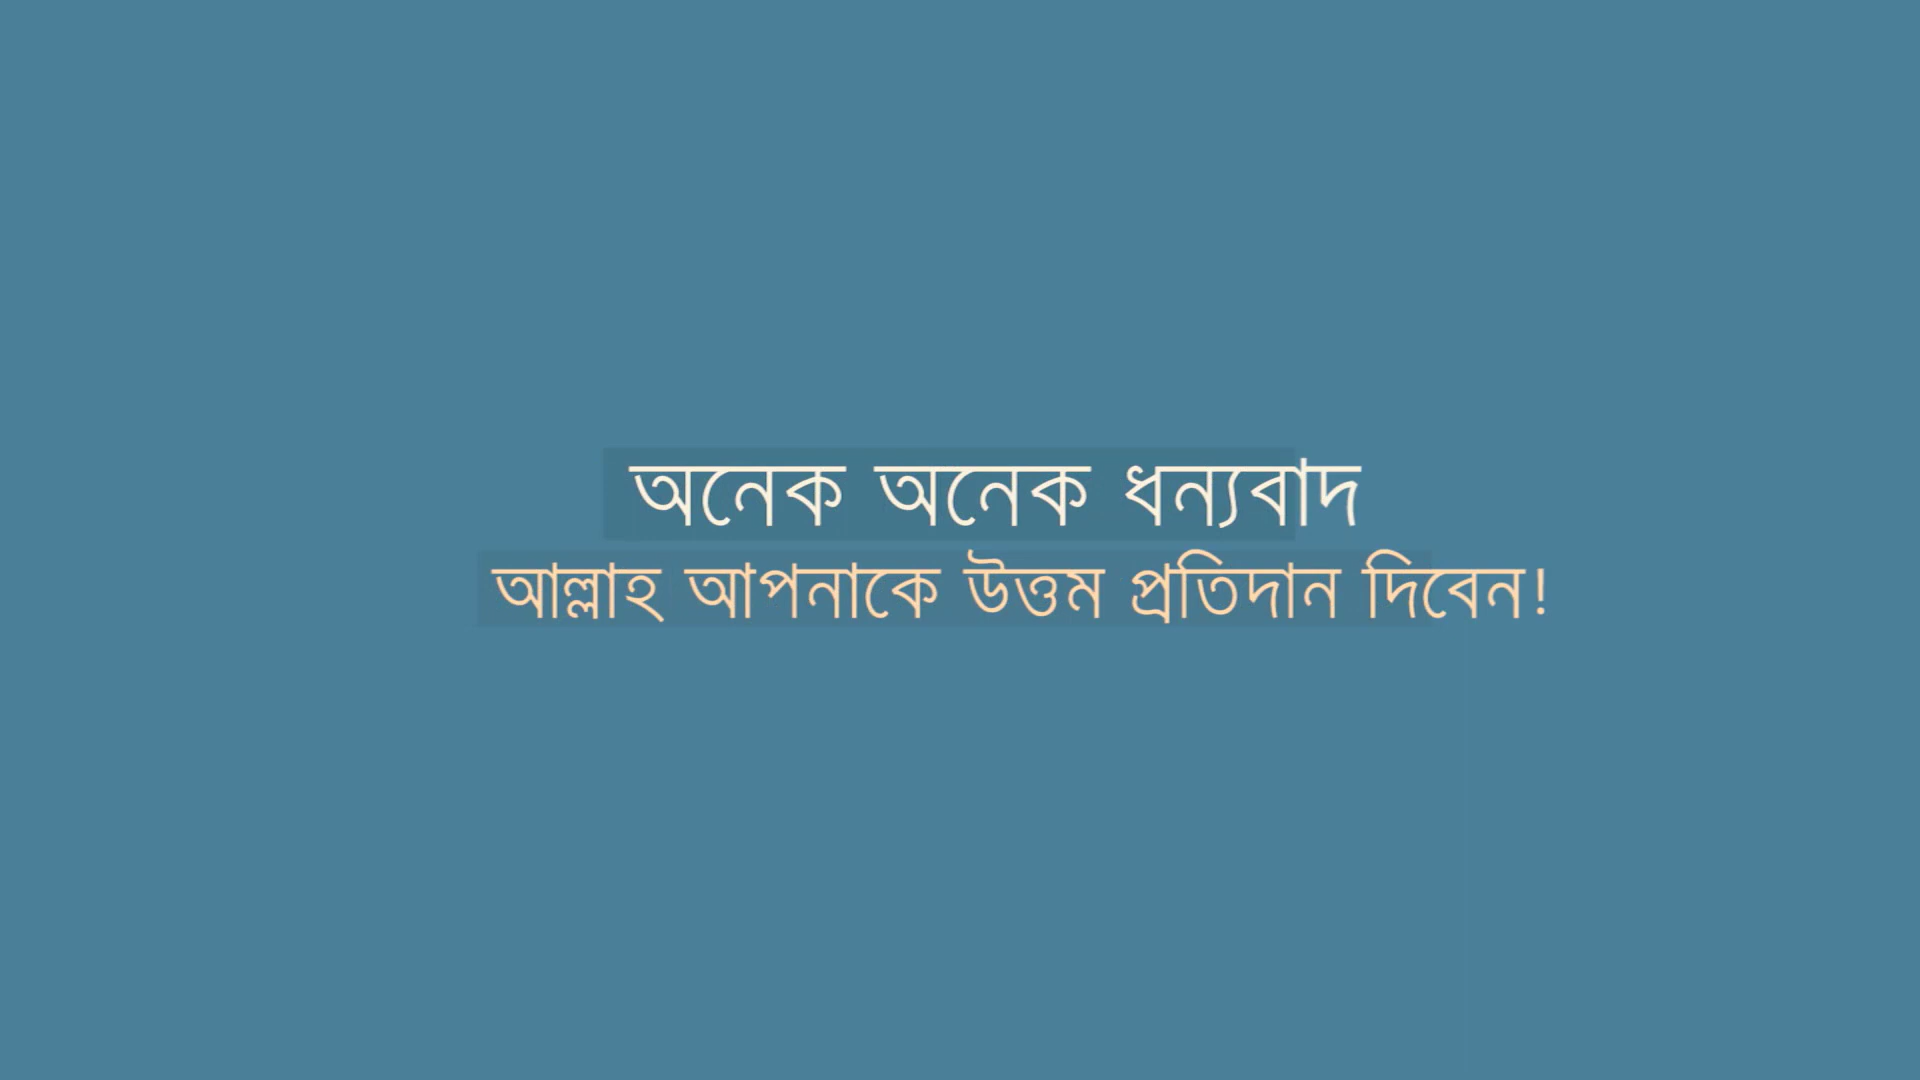 অনেক অনেক ধন্যবাদ
আল্লাহ আপনাকে উত্তম প্রতিদান দিবেন!